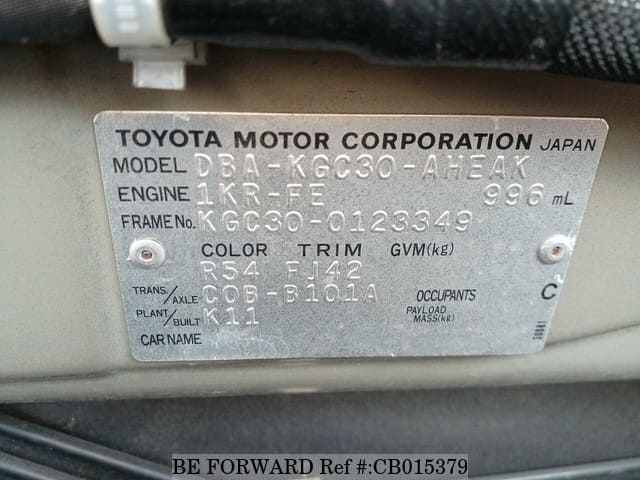 TOYOTA MOTOR CORPORATION JAPAN
MODEL DBA-KGC30-AHEAK
ENGINE 1KR-FE 996 mL
FRAME No. KGC30-0123349
COLOR TRIM GVM(kg)
R54 FJ42
TRANS./AXLE C0B-B101A OCCUPANTS C
PLANT/BUILT K11 PAYLOAD MASS(kg)
CAR NAME
BE FORWARD Ref #:CB015379